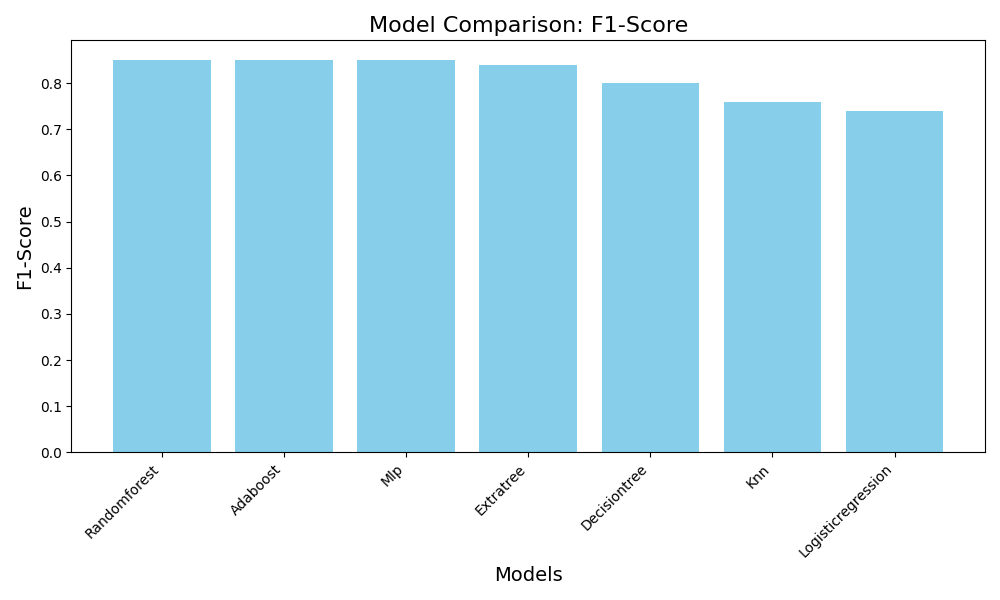 Model Comparison: F1-Score
F1-Score
0.8
0.7
0.6
0.5
0.4
0.3
0.2
0.1
0.0
Randomforest
Adaboost
Mlp
Extratree
Decisiontree
Knn
Logisticregression
Models